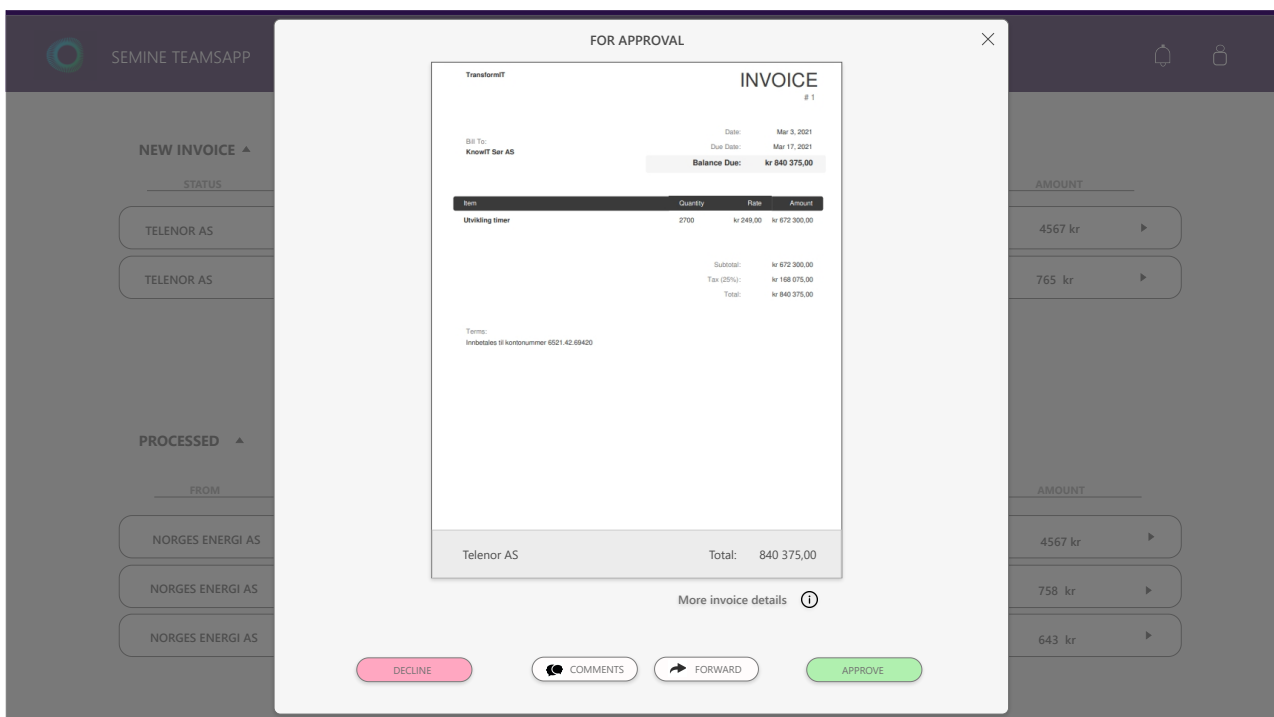 FOR APPROVAL
SEMINE TEAMSAPP
TransformIT
INVOICE
# 1
Date: Mar 3, 2021
Bill To:
Due Date: Mar 17, 2021
KnowIT Sør AS
Balance Due: kr 840 375,00
NEW INVOICE
STATUS AMOUNT
Item Quantity Rate Amount
Utvikling timer 2700 kr 249,00 kr 672 300,00
TELENOR AS 4567 kr
Subtotal: kr 672 300,00
TELENOR AS 765 kr
Tax (25%): kr 168 075,00
Total: kr 840 375,00
Terms:
Innbetales til kontonummer 6521.42.69420
PROCESSED
FROM AMOUNT
NORGES ENERGI AS 4567 kr
Telenor AS Total: 840 375,00
NORGES ENERGI AS 758 kr
More invoice details
NORGES ENERGI AS 643 kr
DECLINE COMMENTS FORWARD APPROVE